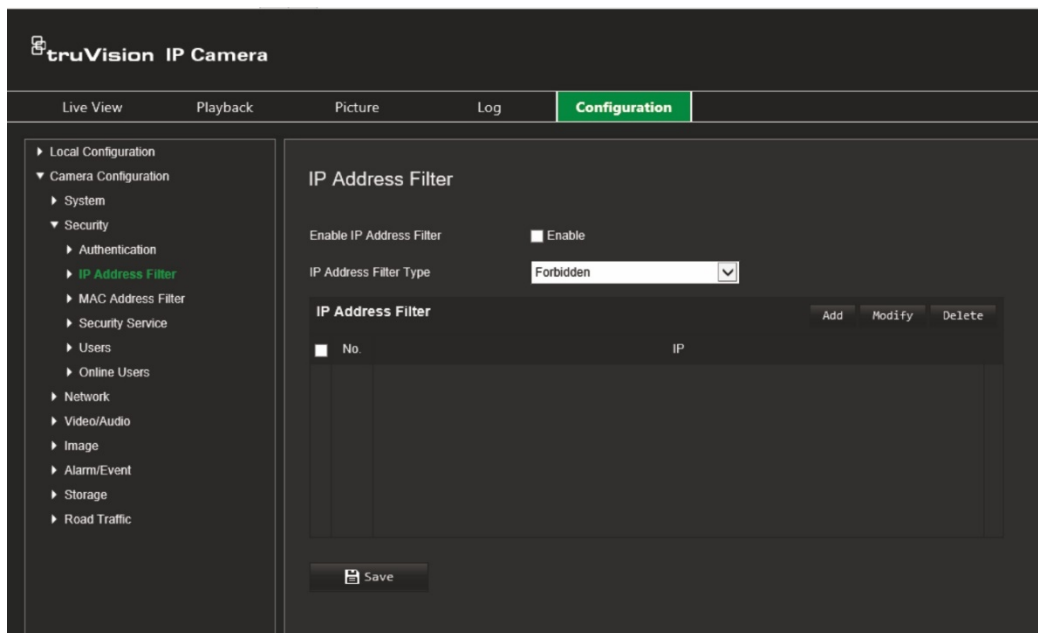 truVision IP Camera
Live View Playback Picture Log Configuration
Local Configuration
Camera Configuration
System
Security
Authentication
IP Address Filter
MAC Address Filter
Security Service
Users
Online Users
Network
Video/Audio
Image
Alarm/Event
Storage
Road Traffic
IP Address Filter
Enable IP Address Filter Enable
IP Address Filter Type Forbidden
IP Address Filter Add Modify Delete
No. IP
Save